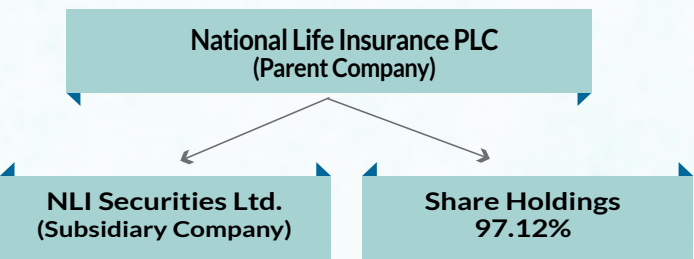 National Life Insurance PLC
(Parent Company)
NLI Securities Ltd.
(Subsidiary Company)
Share Holdings
97.12%